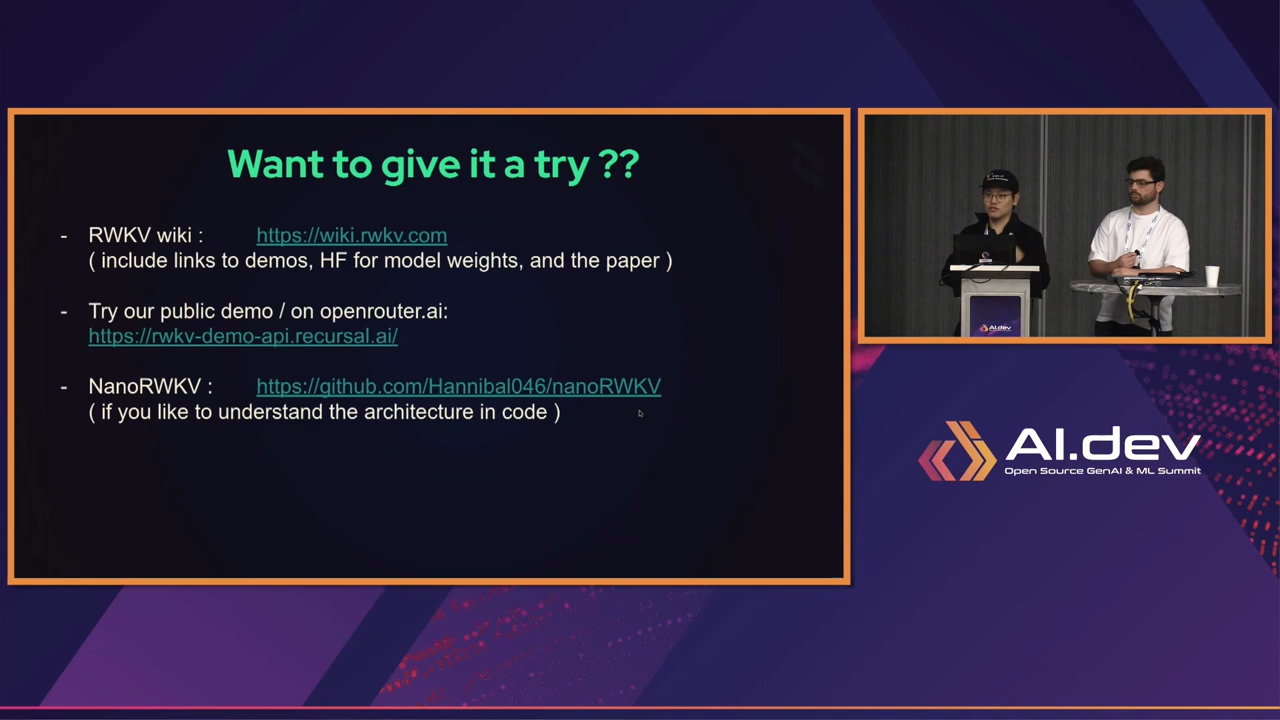 Want to give it a try ??
- RWKV wiki : https://wiki.rwkv.com
( include links to demos, HF for model weights, and the paper )
- Try our public demo / on openrouter.ai:
https://rwkv-demo-api.recursal.ai/
- NanoRWKV : https://github.com/Hannibal046/nanoRWKV
( if you like to understand the architecture in code )
AI.dev
AI.dev
Open Source GenAI & ML Summit